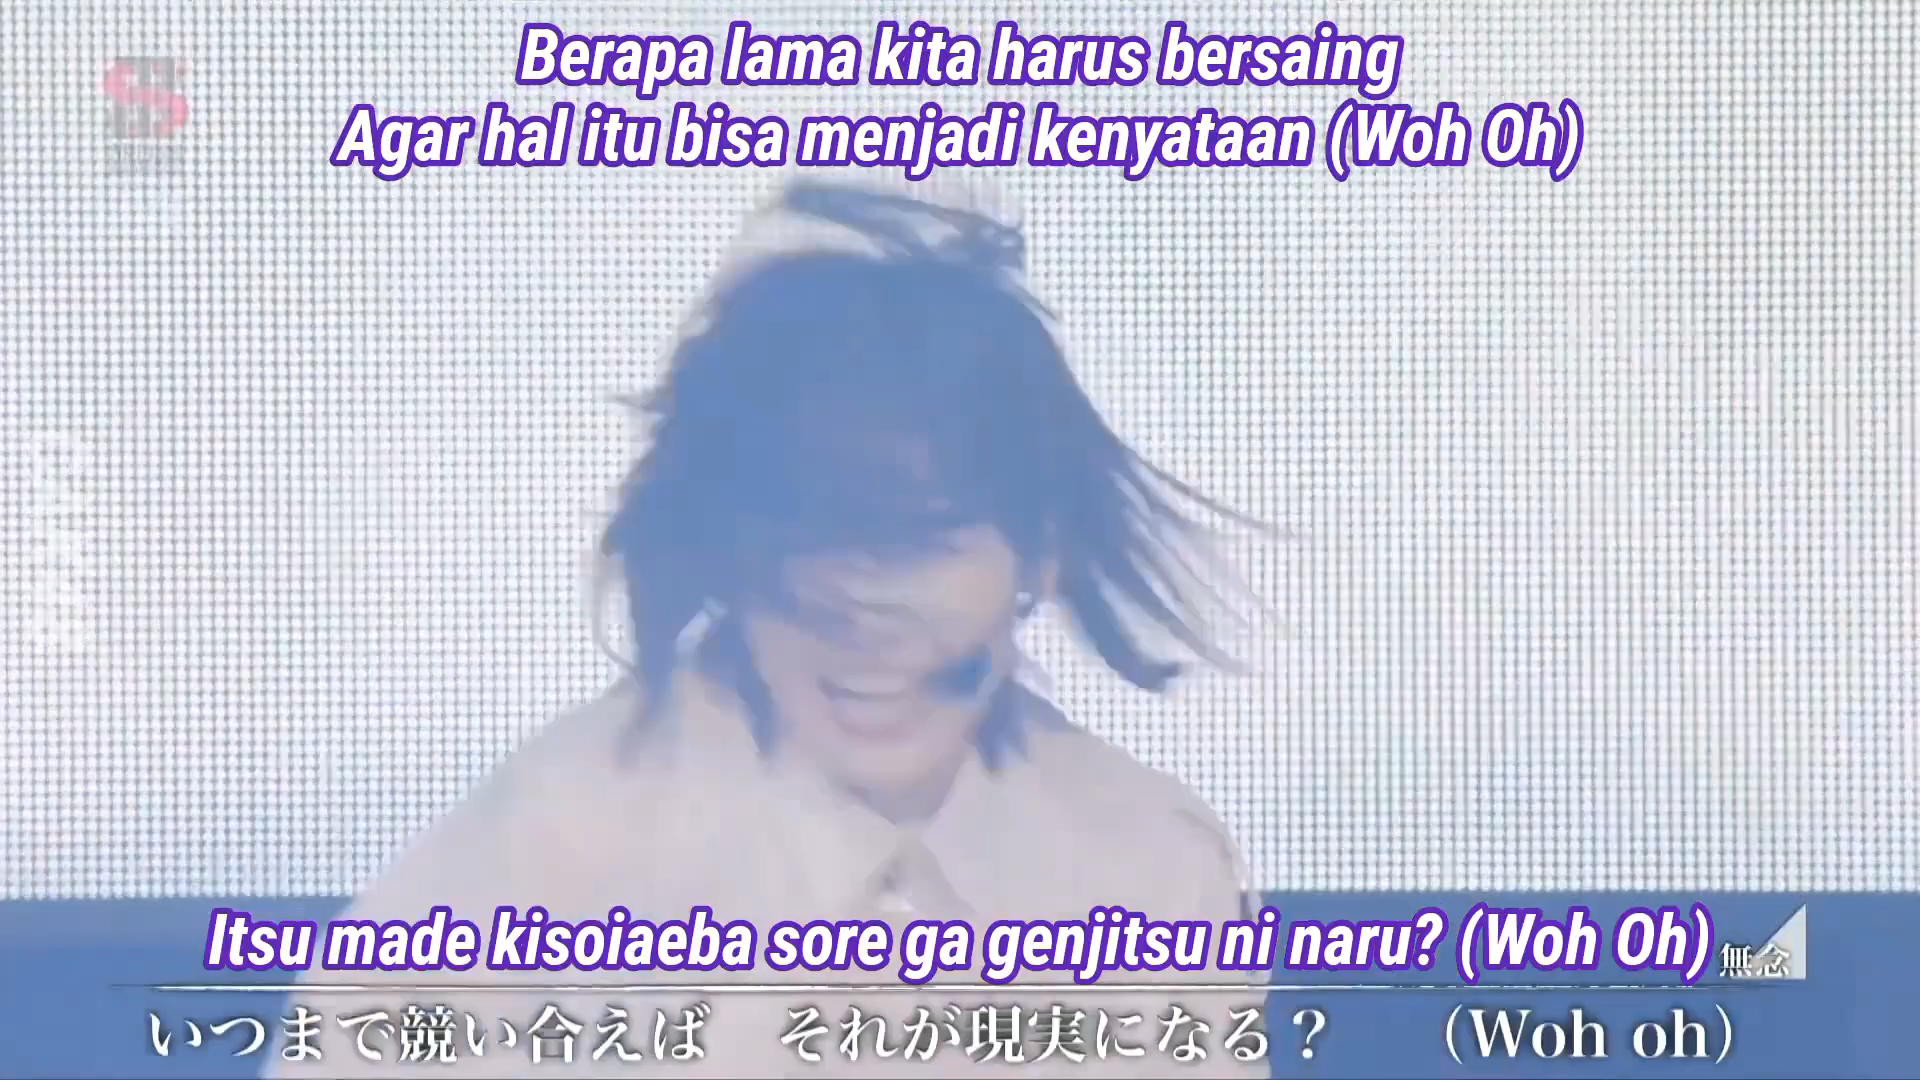 Berapa lama kita harus bersaing
Agar hal itu bisa menjadi kenyataan (Woh Oh)
Itsu made kisoiaeba sore ga genjitsu ni naru? (Woh Oh)
無念
いつまで競い合えば　それが現実になる？　（Woh oh）